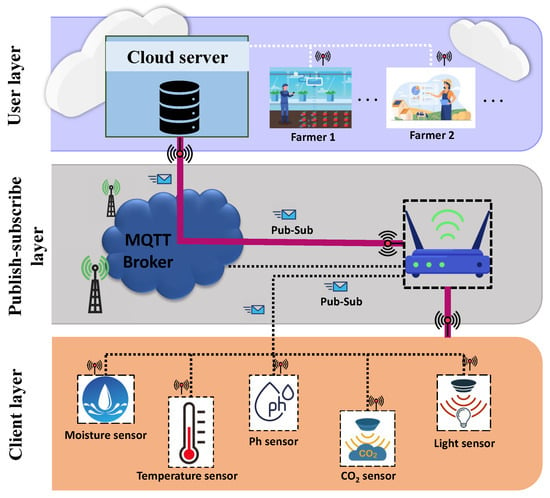 User layer
Cloud server
Farmer 1
Farmer 2
Publish-subscribe
layer
MQTT
Broker
Pub-Sub
Pub-Sub
Client layer
Moisture sensor
Temperature sensor
ph
Ph sensor
CO2
CO₂ sensor
Light sensor